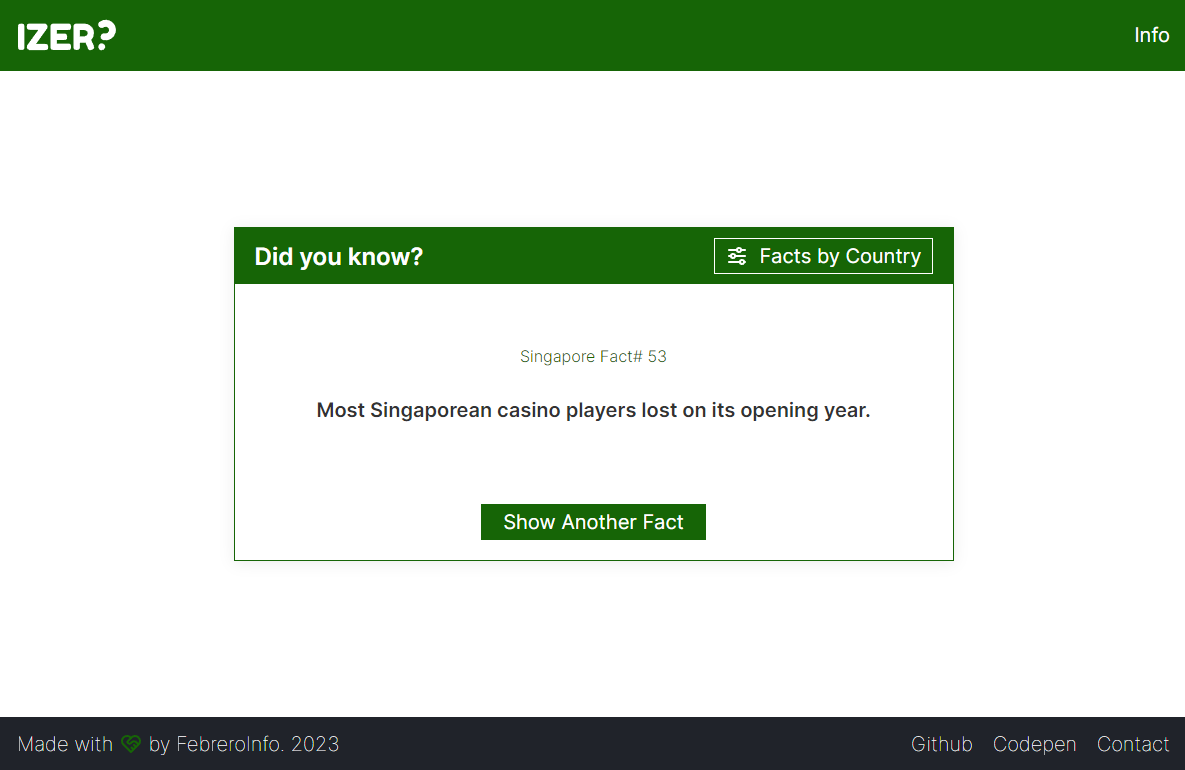 IZER?
Info
Did you know?
Facts by Country
Singapore Fact# 53
Most Singaporean casino players lost on its opening year.
Show Another Fact
Made with by FebreroInfo. 2023
Github Codepen Contact